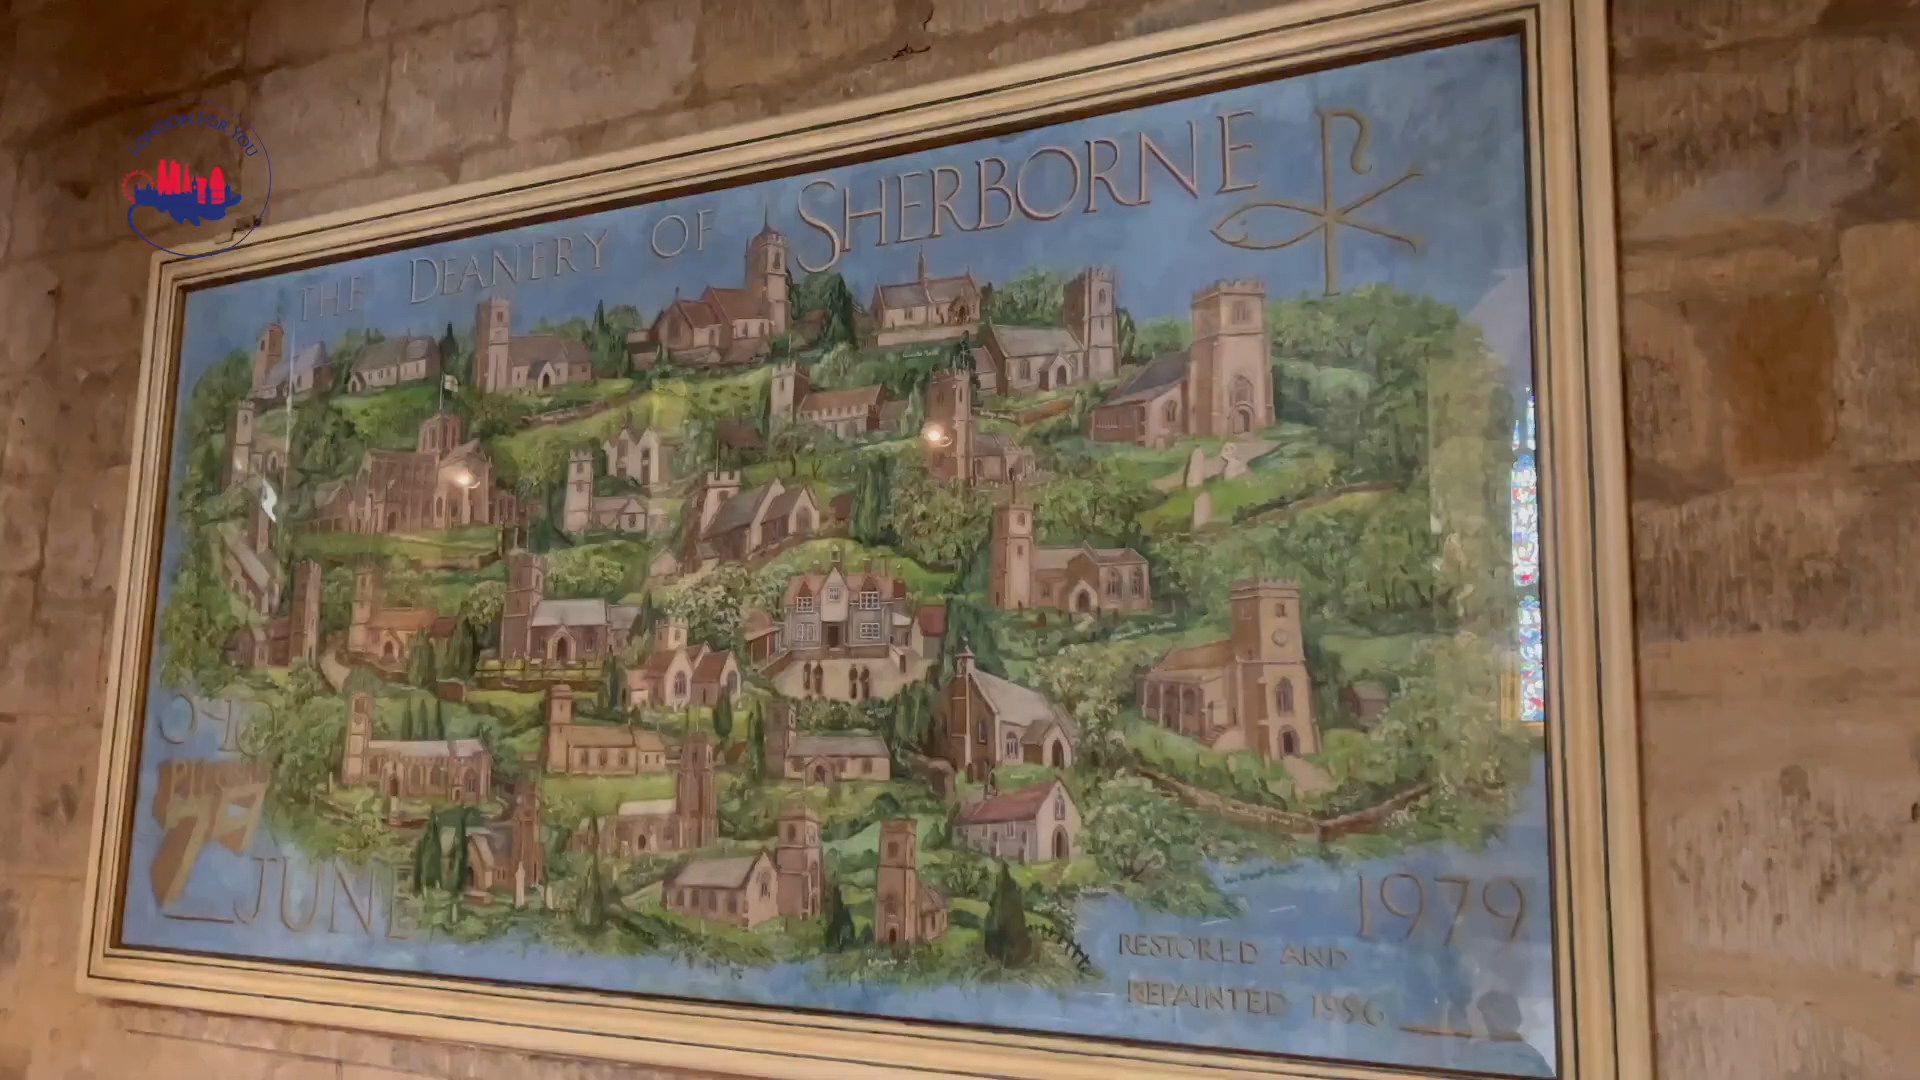 LONDON FOR YOU
THE DEANERY OF SHERBORNE
JUNE
1979
RESTORED AND
REPAINTED 1996